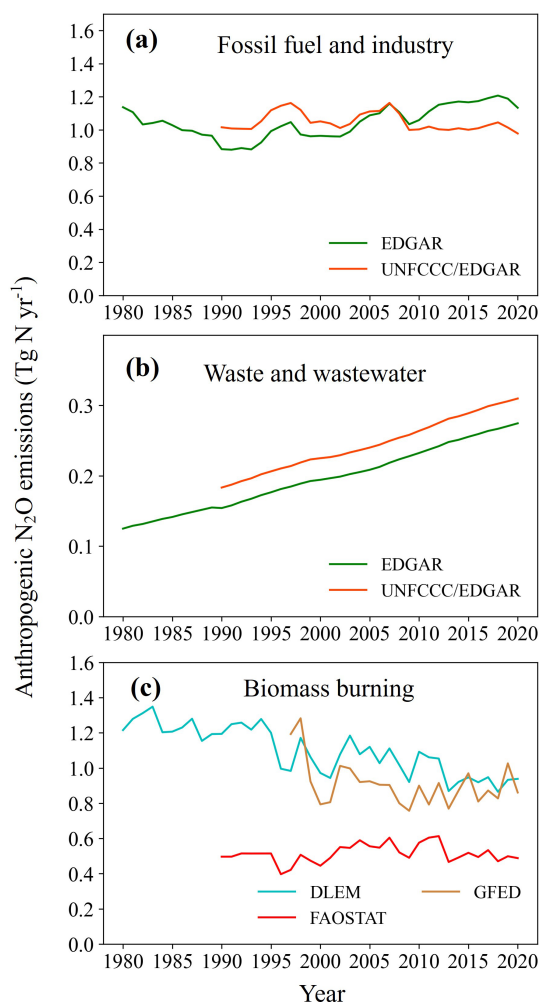 Anthropogenic N₂O emissions (Tg N yr⁻¹)
(a) Fossil fuel and industry
1.6
1.4
1.2
1.0
0.8
0.6
0.4
0.2
0.0
EDGAR
UNFCCC/EDGAR
1980 1985 1990 1995 2000 2005 2010 2015 2020
(b) Waste and wastewater
0.3
0.2
0.1
0.0
EDGAR
UNFCCC/EDGAR
1980 1985 1990 1995 2000 2005 2010 2015 2020
(c) Biomass burning
1.6
1.4
1.2
1.0
0.8
0.6
0.4
0.2
0.0
DLEM GFED
FAOSTAT
1980 1985 1990 1995 2000 2005 2010 2015 2020
Year